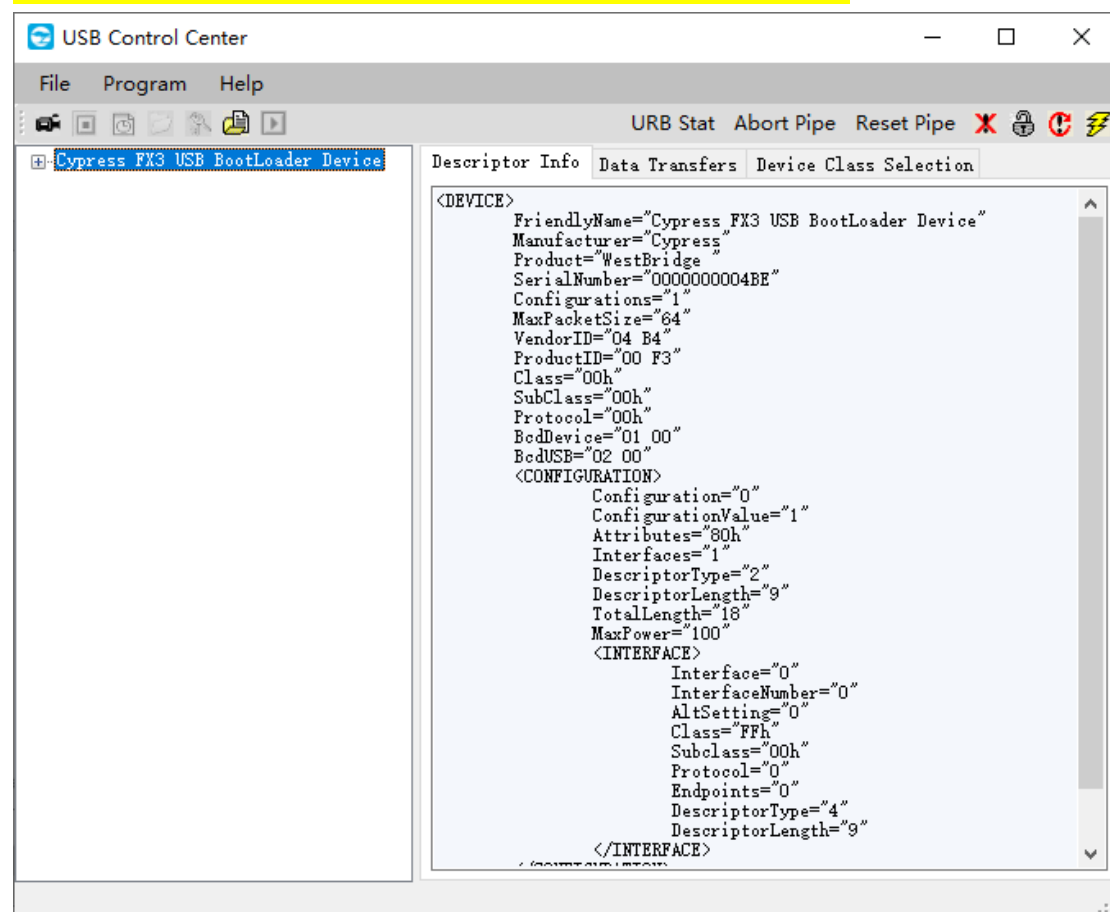 USB Control Center
File Program Help
URB Stat Abort Pipe Reset Pipe
Cypress FX3 USB BootLoader Device
Descriptor Info Data Transfers Device Class Selection
<DEVICE>
FriendlyName="Cypress FX3 USB BootLoader Device"
Manufacturer="Cypress"
Product="WestBridge "
SerialNumber="0000000004BE"
Configurations="1"
MaxPacketSize="64"
VendorID="04 B4"
ProductID="00 F3"
Class="00h"
SubClass="00h"
Protocol="00h"
BcdDevice="01 00"
BcdUSB="02 00"
<CONFIGURATION>
Configuration="0"
ConfigurationValue="1"
Attributes="80h"
Interfaces="1"
DescriptorType="2"
DescriptorLength="9"
TotalLength="18"
MaxPower="100"
<INTERFACE>
Interface="0"
InterfaceNumber="0"
AltSetting="0"
Class="FFh"
Subclass="00h"
Protocol="0"
Endpoints="0"
DescriptorType="4"
DescriptorLength="9"
</INTERFACE>